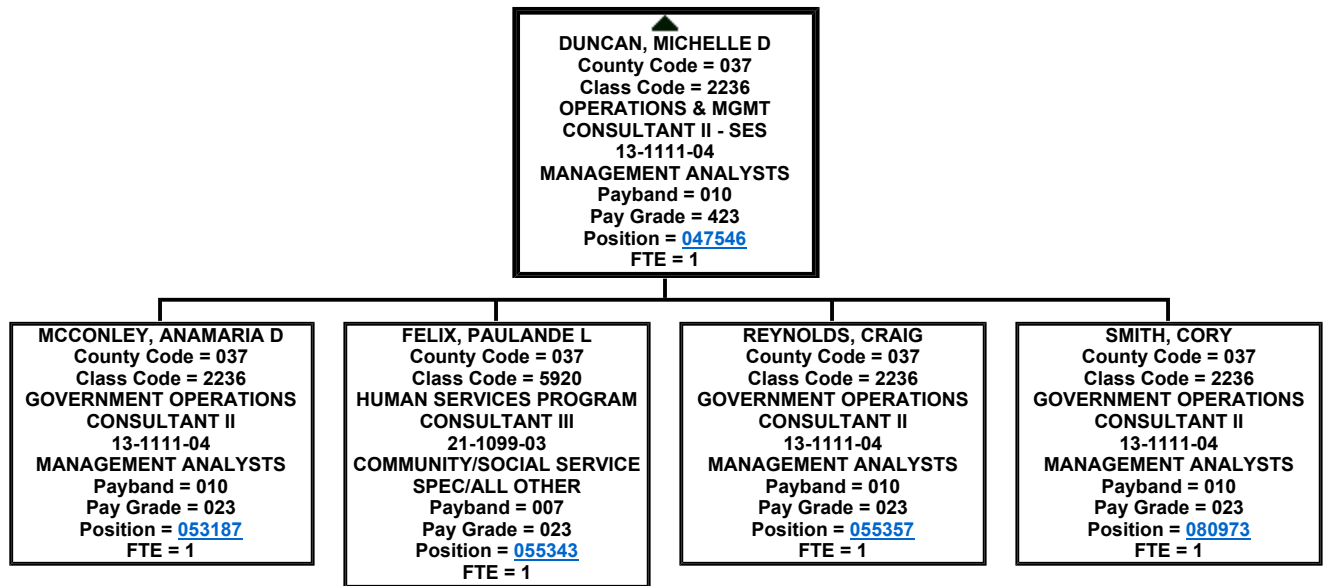 DUNCAN, MICHELLE D
County Code = 037
Class Code = 2236
OPERATIONS & MGMT
CONSULTANT II - SES
13-1111-04
MANAGEMENT ANALYSTS
Payband = 010
Pay Grade = 423
Position = 047546
FTE = 1
MCCONLEY, ANAMARIA D
County Code = 037
Class Code = 2236
GOVERNMENT OPERATIONS
CONSULTANT II
13-1111-04
MANAGEMENT ANALYSTS
Payband = 010
Pay Grade = 023
Position = 053187
FTE = 1
FELIX, PAULANDE L
County Code = 037
Class Code = 5920
HUMAN SERVICES PROGRAM
CONSULTANT III
21-1099-03
COMMUNITY/SOCIAL SERVICE
SPEC/ALL OTHER
Payband = 007
Pay Grade = 023
Position = 055343
FTE = 1
REYNOLDS, CRAIG
County Code = 037
Class Code = 2236
GOVERNMENT OPERATIONS
CONSULTANT II
13-1111-04
MANAGEMENT ANALYSTS
Payband = 010
Pay Grade = 023
Position = 055357
FTE = 1
SMITH, CORY
County Code = 037
Class Code = 2236
GOVERNMENT OPERATIONS
CONSULTANT II
13-1111-04
MANAGEMENT ANALYSTS
Payband = 010
Pay Grade = 023
Position = 080973
FTE = 1